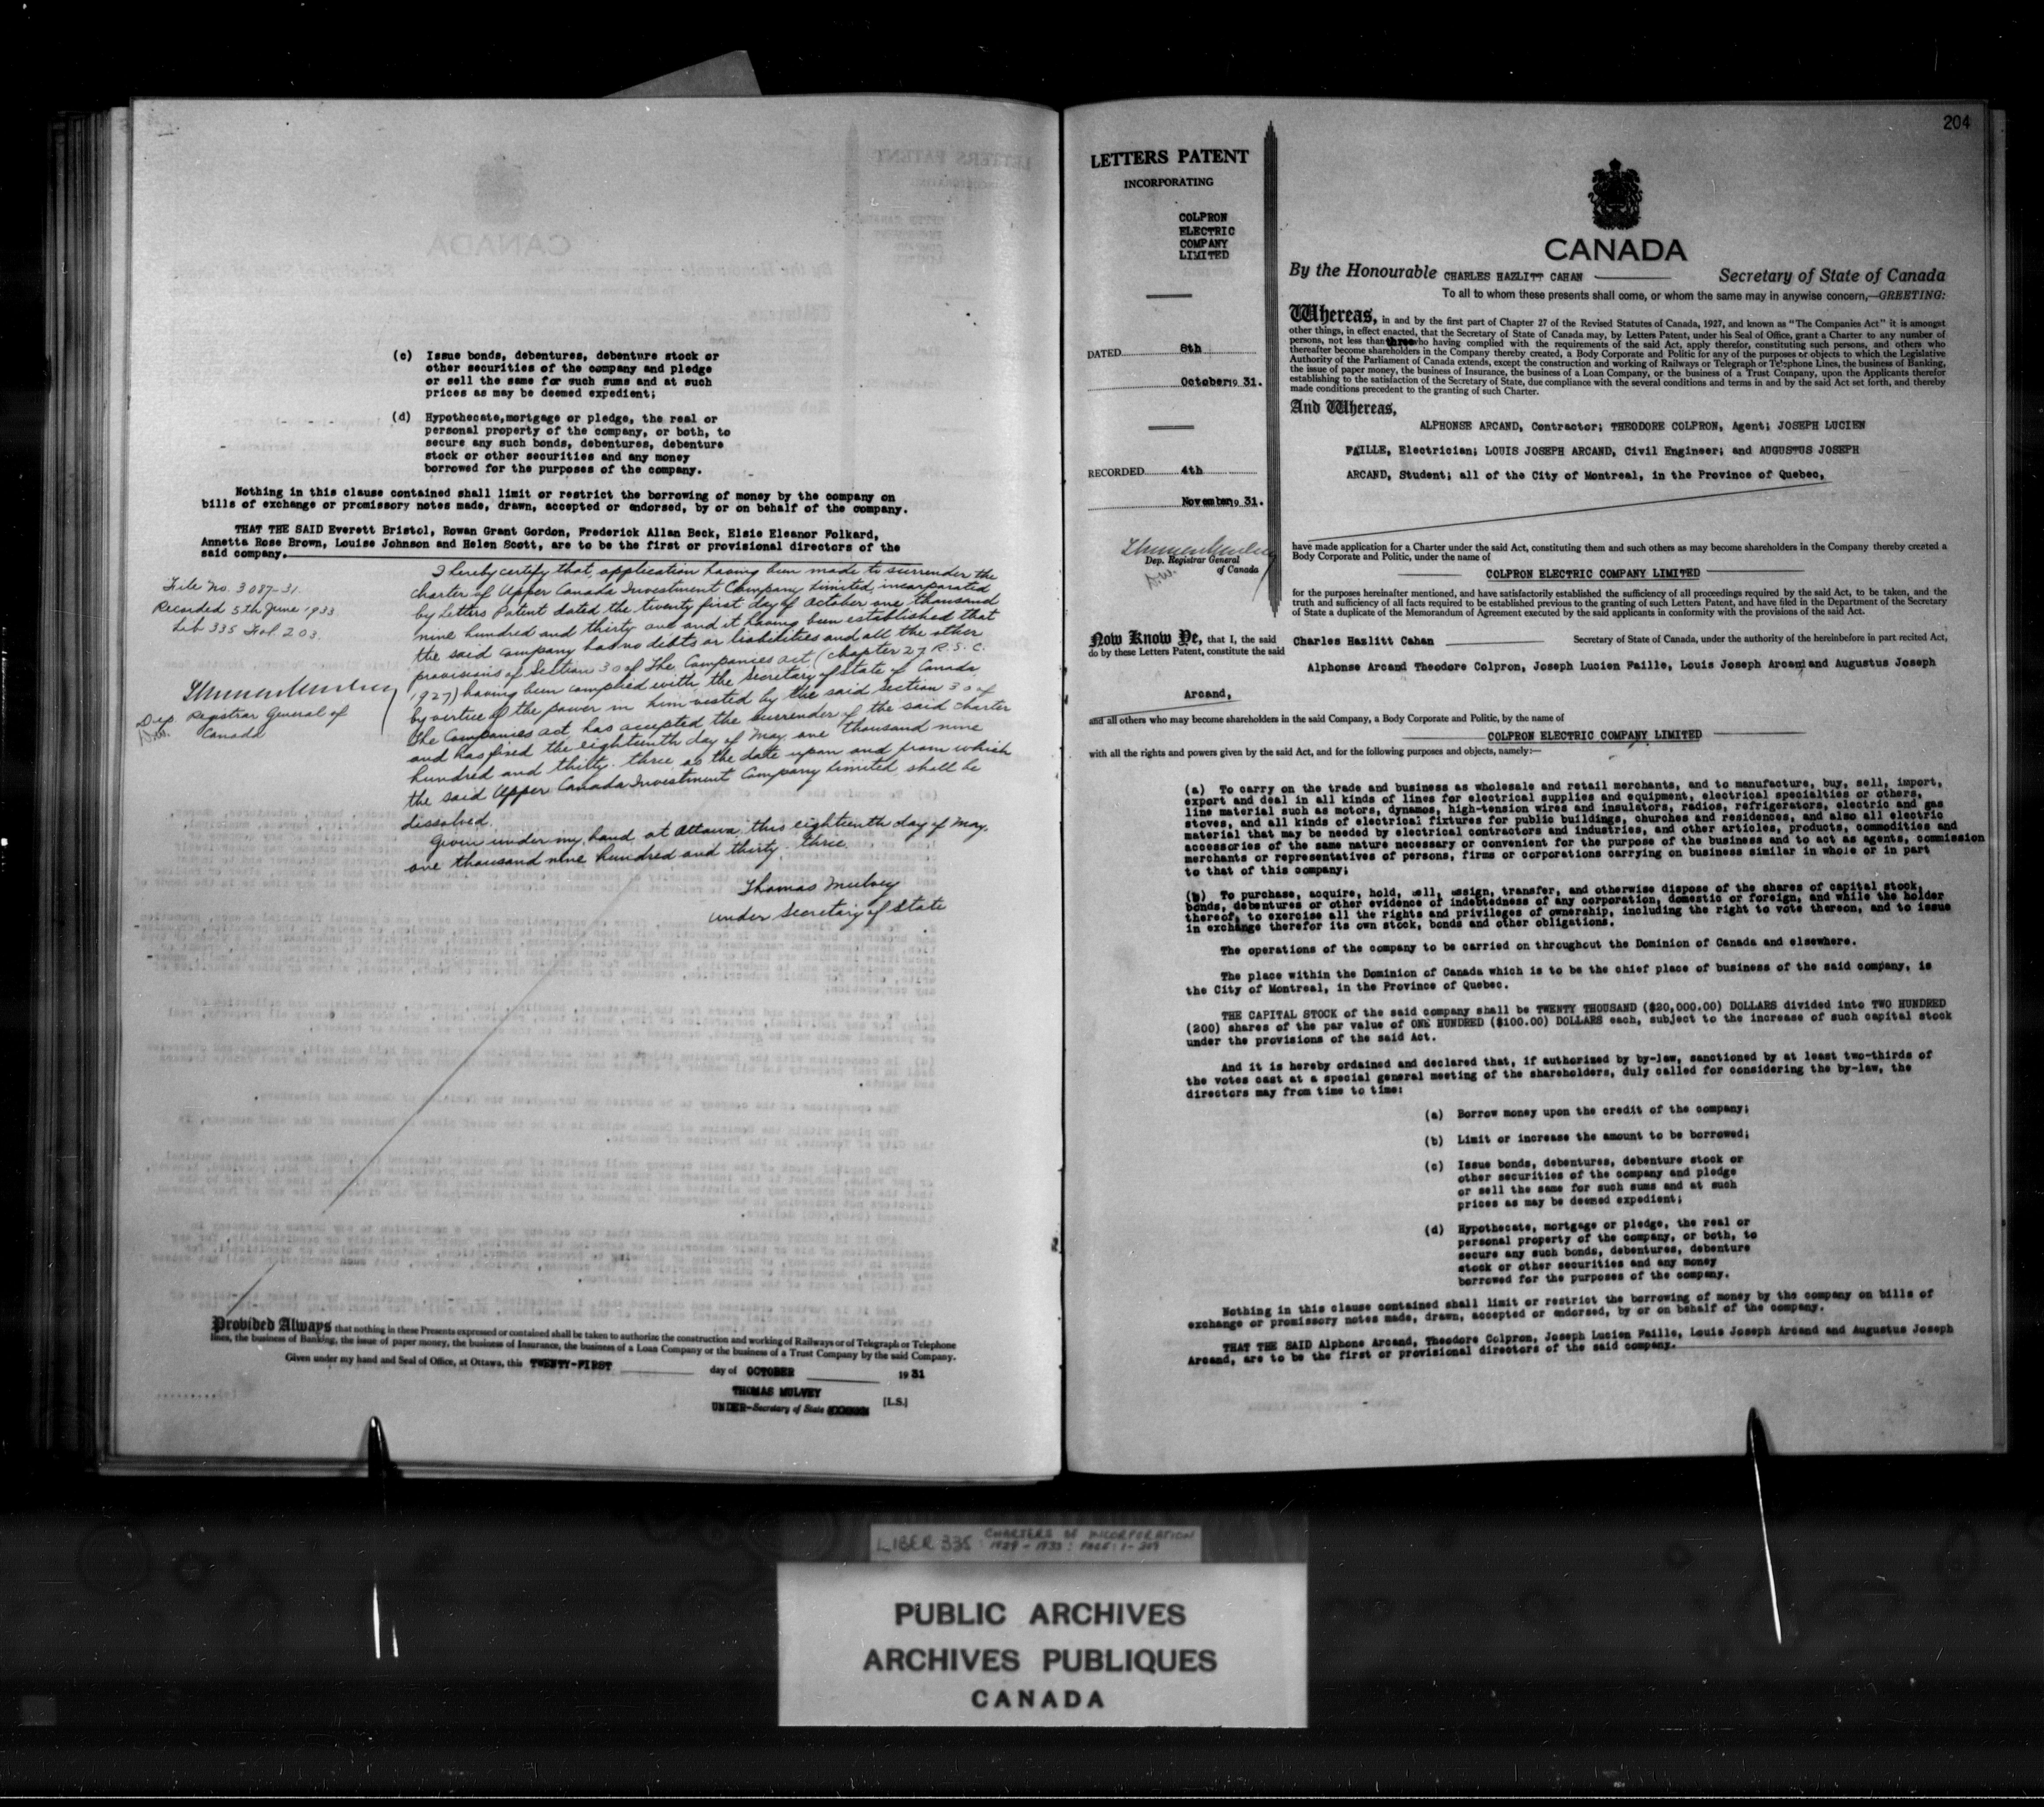 (c) Issue bonds, debentures, debenture stock or
other securities of the company and pledge
or sell the same for such sums and at such
prices as may be deemed expedient;
(d) Hypothecate,mortgage or pledge, the real or
personal property of the company, or both, to
secure any such bonds, debentures, debenture
stock or other securities and any money
borrowed for the purposes of the company.
Nothing in this clause contained shall limit or restrict the borrowing of money by the company on
bills of exchange or promissory notes made, drawn, accepted or endorsed, by or on behalf of the company.
THAT THE SAID Everett Bristol, Rowan Grant Gordon, Frederick Allan Beck, Elsie Eleanor Folkard,
Annetta Rose Brown, Louise Johnson and Helen Scott, are to be the first or provisional directors of the
said company.
File No. 3087-31.
Recorded 5th June 1933
Lib 335 Fol. 203.
Dep Registrar General of
Canada
I hereby certify that application having been made to surrender the
charter of Upper Canada Investment Company Limited, incorporated
by Letters Patent dated the twenty first day of October one thousand
nine hundred and thirty one and it having been established that
the said company has no debts or liabilities and all the other
provisions of Section 30 of The Companies Act (chapter 27 R.S.C.
1927) having been complied with the Secretary of State of Canada
by vertue of the power in him vested by the said Section 30 of
The Companies Act, has accepted the surrender of the said charter
and has fixed the eighteenth day of May one thousand nine
hundred and thirty-three as the date upon and from which
the said Upper Canada Investment Company Limited shall be
dissolved.
Given under my hand at Ottawa this eighteenth day of May,
one thousand nine hundred and thirty three.
Thomas Mulvey
Under Secretary of State
Provided Always that nothing in these Presents expressed or contained shall be taken to authorize the construction and working of Railways or of Telegraph or Telephone
lines, the business of Banking, the issue of paper money, the business of Insurance, the business of a Loan Company or the business of a Trust Company by the said Company.
Given under my hand and Seal of Office, at Ottawa, this TWENTY-FIRST day of OCTOBER 1931
THOMAS MULVEY
UNDER-Secretary of State [L.S.]
204
LETTERS PATENT
INCORPORATING
COLPRON
ELECTRIC
COMPANY
LIMITED
DATED 8th
October 19 31.
RECORDED 4th
November 19 31.
Dep. Registrar General
of Canada
CANADA
By the Honourable CHARLES HAZLITT CAHAN Secretary of State of Canada
To all to whom these presents shall come, or whom the same may in anywise concern,—GREETING:
Whereas, in and by the first part of Chapter 27 of the Revised Statutes of Canada, 1927, and known as "The Companies Act" it is amongst
other things, in effect enacted, that the Secretary of State of Canada may, by Letters Patent, under his Seal of Office, grant a Charter to any number of
persons, not less than three who having complied with the requirements of the said Act, apply therefor, constituting such persons, and others who
thereafter become shareholders in the Company thereby created, a Body Corporate and Politic for any of the purposes or objects to which the Legislative
Authority of the Parliament of Canada extends, except the construction and working of Railways or Telegraph or Telephone Lines, the business of Banking,
the issue of paper money, the business of Insurance, the business of a Loan Company, or the business of a Trust Company, upon the Applicants therefor
establishing to the satisfaction of the Secretary of State, due compliance with the several conditions and terms in and by the said Act set forth, and thereby
made conditions precedent to the granting of such Charter.
And Whereas,
ALPHONSE ARCAND, Contractor; THEODORE COLPRON, Agent; JOSEPH LUCIEN
FAILLE, Electrician; LOUIS JOSEPH ARCAND, Civil Engineer; and AUGUSTUS JOSEPH
ARCAND, Student; all of the City of Montreal, in the Province of Quebec,
have made application for a Charter under the said Act, constituting them and such others as may become shareholders in the Company thereby created a
Body Corporate and Politic, under the name of
COLPRON ELECTRIC COMPANY LIMITED
for the purposes hereinafter mentioned, and have satisfactorily established the sufficiency of all proceedings required by the said Act, to be taken, and the
truth and sufficiency of all facts required to be established previous to the granting of such Letters Patent, and have filed in the Department of the Secretary
of State a duplicate of the Memorandum of Agreement executed by the said applicants in conformity with the provisions of the said Act.
Now Know Ye, that I, the said Charles Hazlitt Cahan Secretary of State of Canada, under the authority of the hereinbefore in part recited Act,
do by these Letters Patent, constitute the said
Alphonse Arcand Theodore Colpron, Joseph Lucien Faille, Louis Joseph Arcand and Augustus Joseph
Arcand,
and all others who may become shareholders in the said Company, a Body Corporate and Politic, by the name of
COLPRON ELECTRIC COMPANY LIMITED
with all the rights and powers given by the said Act, and for the following purposes and objects, namely:—
(a) To carry on the trade and business as wholesale and retail merchants, and to manufacture, buy, sell, import,
export and deal in all kinds of lines for electrical supplies and equipment, electrical specialties or others,
line material such as motors, dynamos, high-tension wires and insulators, radios, refrigerators, electric and gas
stoves, and all kinds of electrical fixtures for public buildings, churches and residences, and also all electric
material that may be needed by electrical contractors and industries, and other articles, products, commodities and
accessories of the same nature necessary or convenient for the purpose of the business and to act as agents, commission
merchants or representatives of persons, firms or corporations carrying on business similar in whole or in part
to that of this company;
(b) To purchase, acquire, hold, sell, assign, transfer, and otherwise dispose of the shares of capital stock,
bonds, debentures or other evidence of indebtedness of any corporation, domestic or foreign, and while the holder
thereof, to exercise all the rights and privileges of ownership, including the right to vote thereon, and to issue
in exchange therefor its own stock, bonds and other obligations.
The operations of the company to be carried on throughout the Dominion of Canada and elsewhere.
The place within the Dominion of Canada which is to be the chief place of business of the said company, is
the City of Montreal, in the Province of Quebec.
THE CAPITAL STOCK of the said company shall be TWENTY THOUSAND ($20,000.00) DOLLARS divided into TWO HUNDRED
(200) shares of the par value of ONE HUNDRED ($100.00) DOLLARS each, subject to the increase of such capital stock
under the provisions of the said Act.
And it is hereby ordained and declared that, if authorized by by-law, sanctioned by at least two-thirds of
the votes cast at a special general meeting of the shareholders, duly called for considering the by-law, the
directors may from time to time:
(a) Borrow money upon the credit of the company;
(b) Limit or increase the amount to be borrowed;
(c) Issue bonds, debentures, debenture stock or
other securities of the company and pledge
or sell the same for such sums and at such
prices as may be deemed expedient;
(d) Hypothecate, mortgage or pledge, the real or
personal property of the company, or both, to
secure any such bonds, debentures, debenture
stock or other securities and any money
borrowed for the purposes of the company.
Nothing in this clause contained shall limit or restrict the borrowing of money by the company on bills of
exchange or promissory notes made, drawn, accepted or endorsed, by or on behalf of the company.
THAT THE SAID Alphone Arcand, Theodore Colpron, Joseph Lucien Faille, Louis Joseph Arcand and Augustus Joseph
Arcand, are to be the first or provisional directors of the said company.
LIBER 335 CHARTERS OF INCORPORATION
PUBLIC ARCHIVES
ARCHIVES PUBLIQUES
CANADA